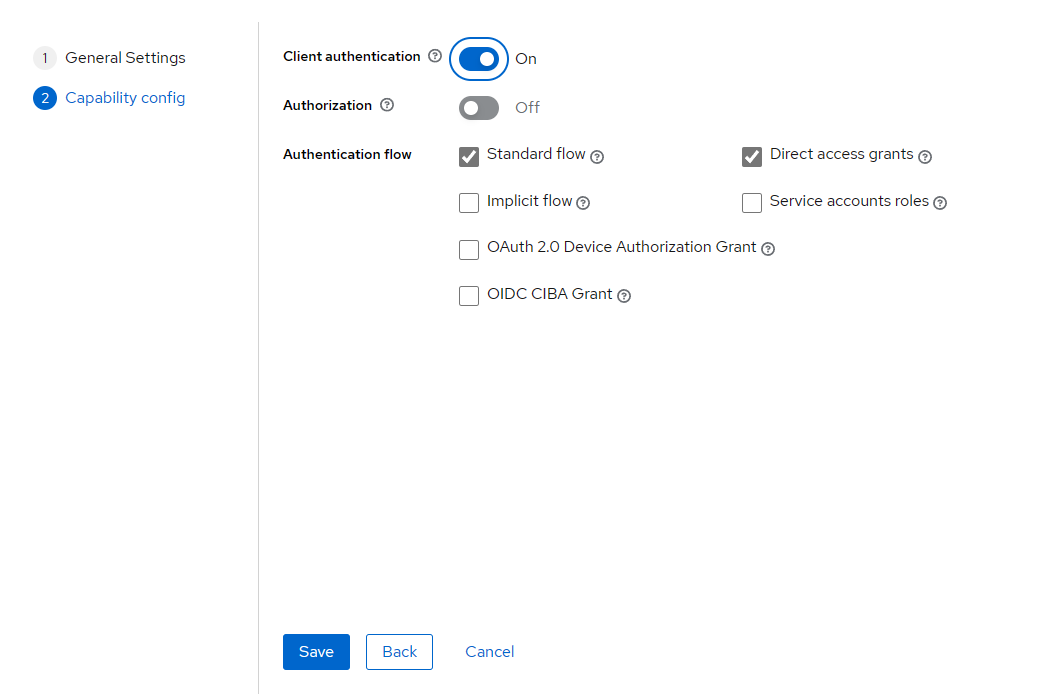 1 General Settings
2 Capability config
Client authentication ? On
Authorization ? Off
Authentication flow
Standard flow ? Direct access grants ?
Implicit flow ? Service accounts roles ?
OAuth 2.0 Device Authorization Grant ?
OIDC CIBA Grant ?
Save Back Cancel